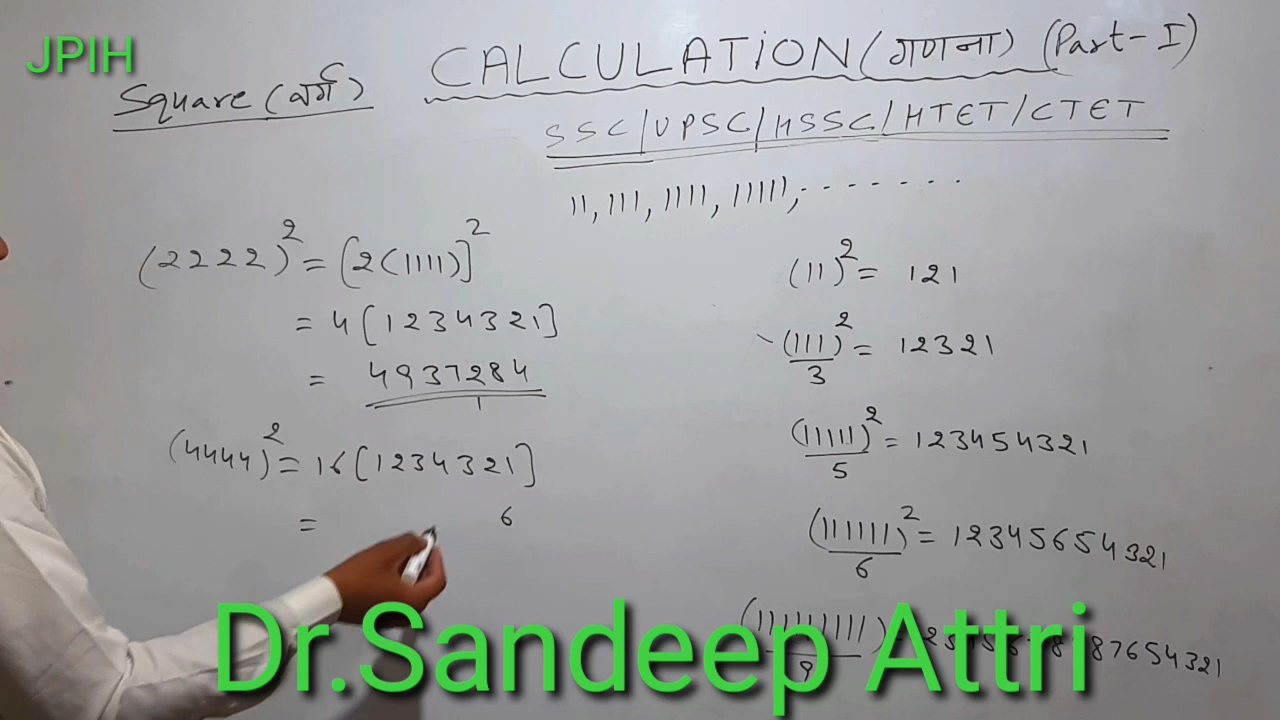 JPIH
CALCULATION (गणना) (Part-I)
Square (वर्ग)
SSC/UPSC/HSSC/HTET/CTET
11, 111, 1111, 11111, - - - - - - -
(2222)² = [2(1111)]²
= 4[1234321]
= 4937284
(4444)² = 16[1234321]
= 6
(11)² = 121
(111)² = 12321
3
(11111)² = 123454321
5
(111111)² = 12345654321
6
(111111111)
9
87654321
Dr.Sandeep Attri